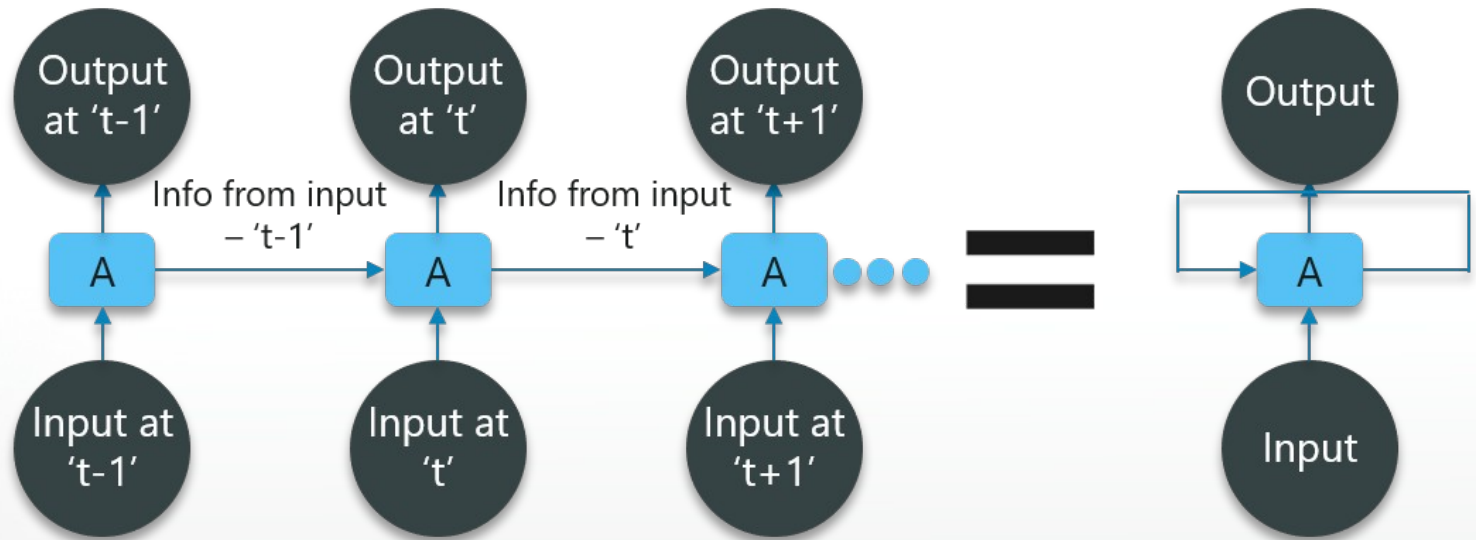 Output
at ‘t-1’
Output
at ‘t’
Output
at ‘t+1’
Output
Info from input
– ‘t-1’
Info from input
– ‘t’
A
A
A
A
Input at
‘t-1’
Input at
‘t’
Input at
‘t+1’
Input